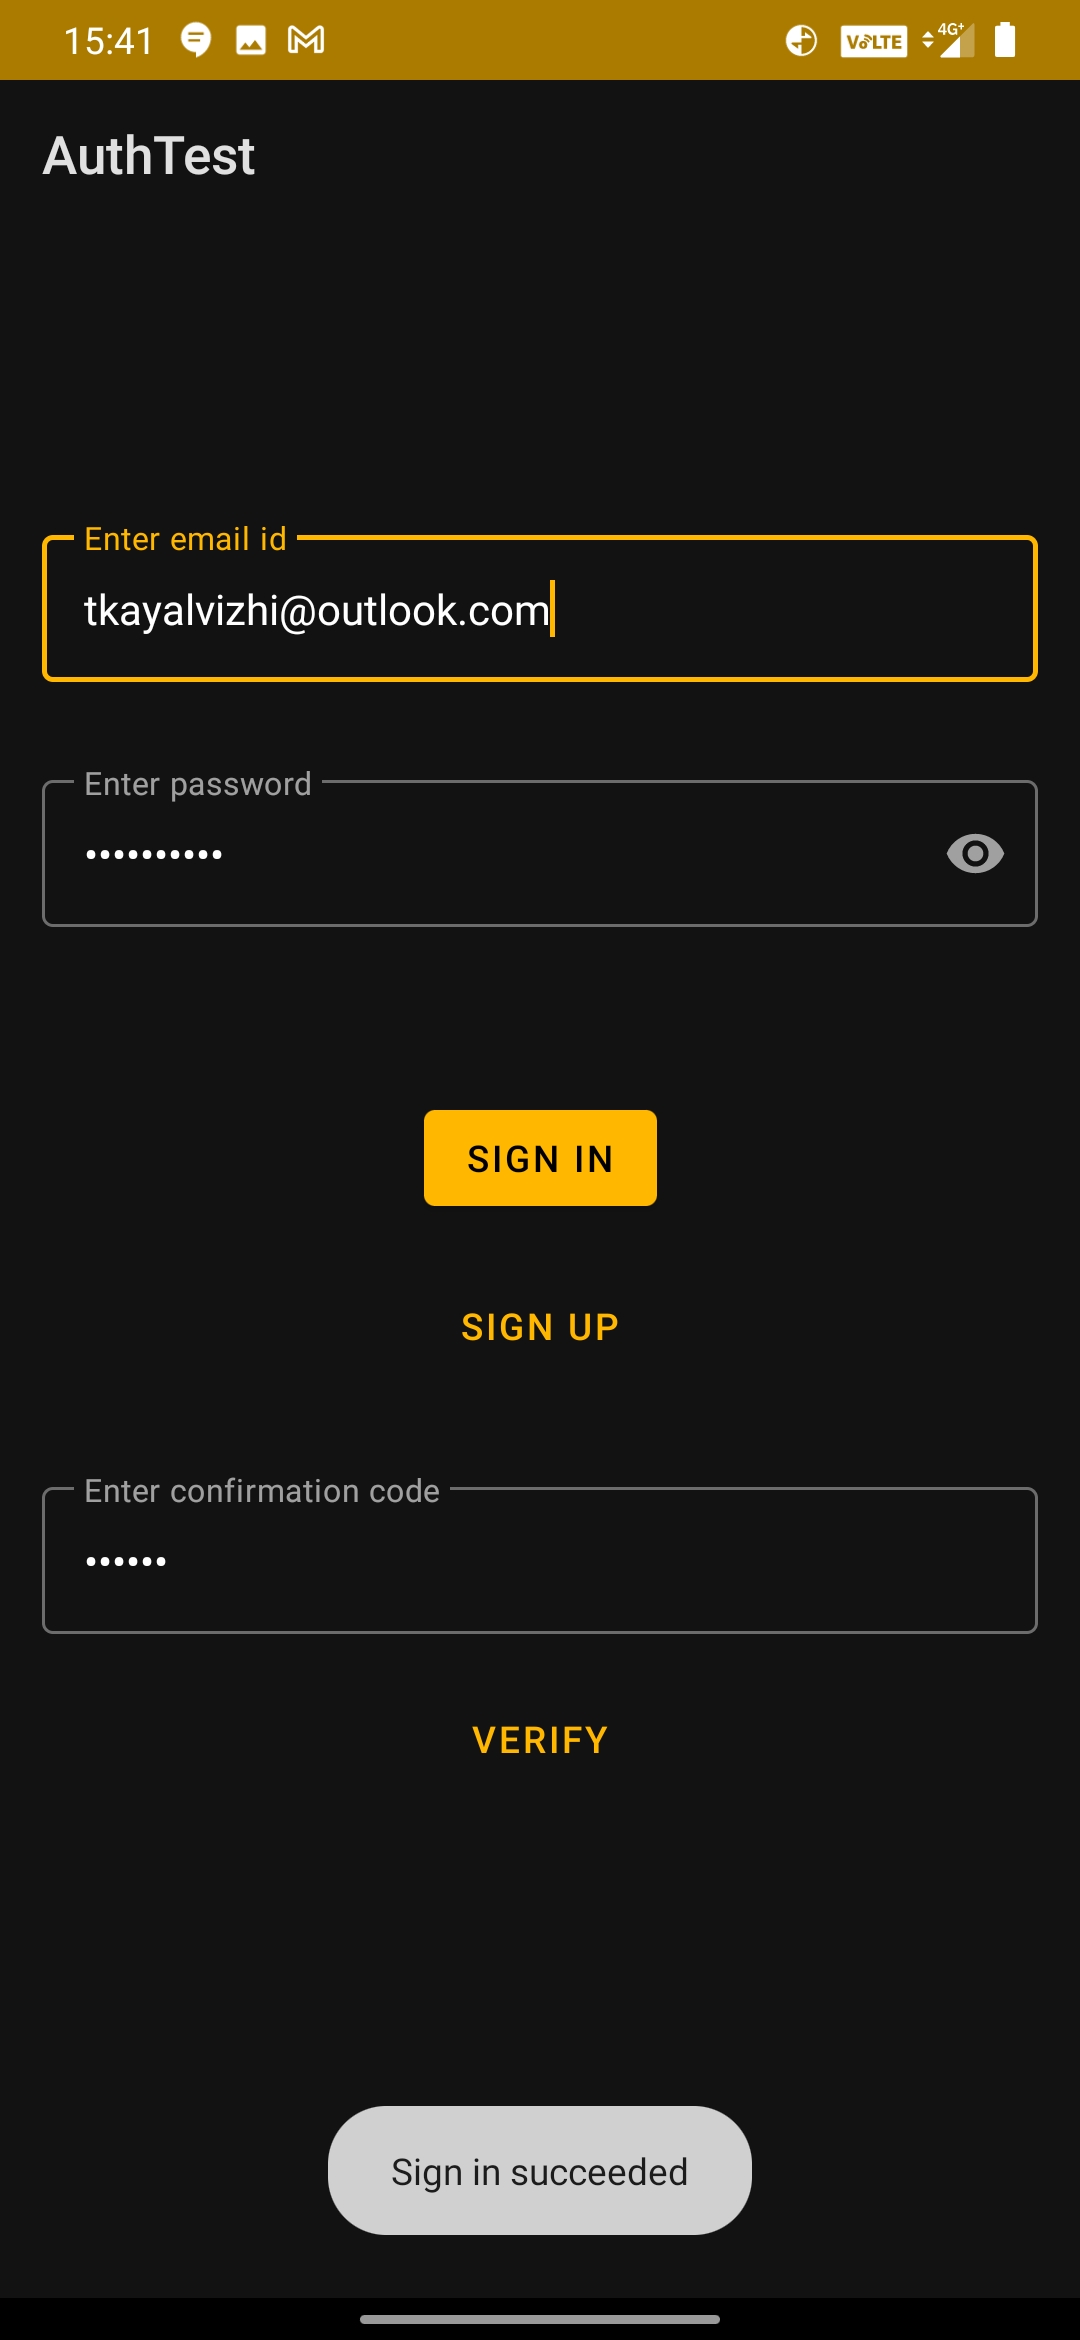 15:41 VoLTE 4G+
AuthTest
Enter email id
tkayalvizhi@outlook.com
Enter password
••••••••••
SIGN IN
SIGN UP
Enter confirmation code
••••••
VERIFY
Sign in succeeded